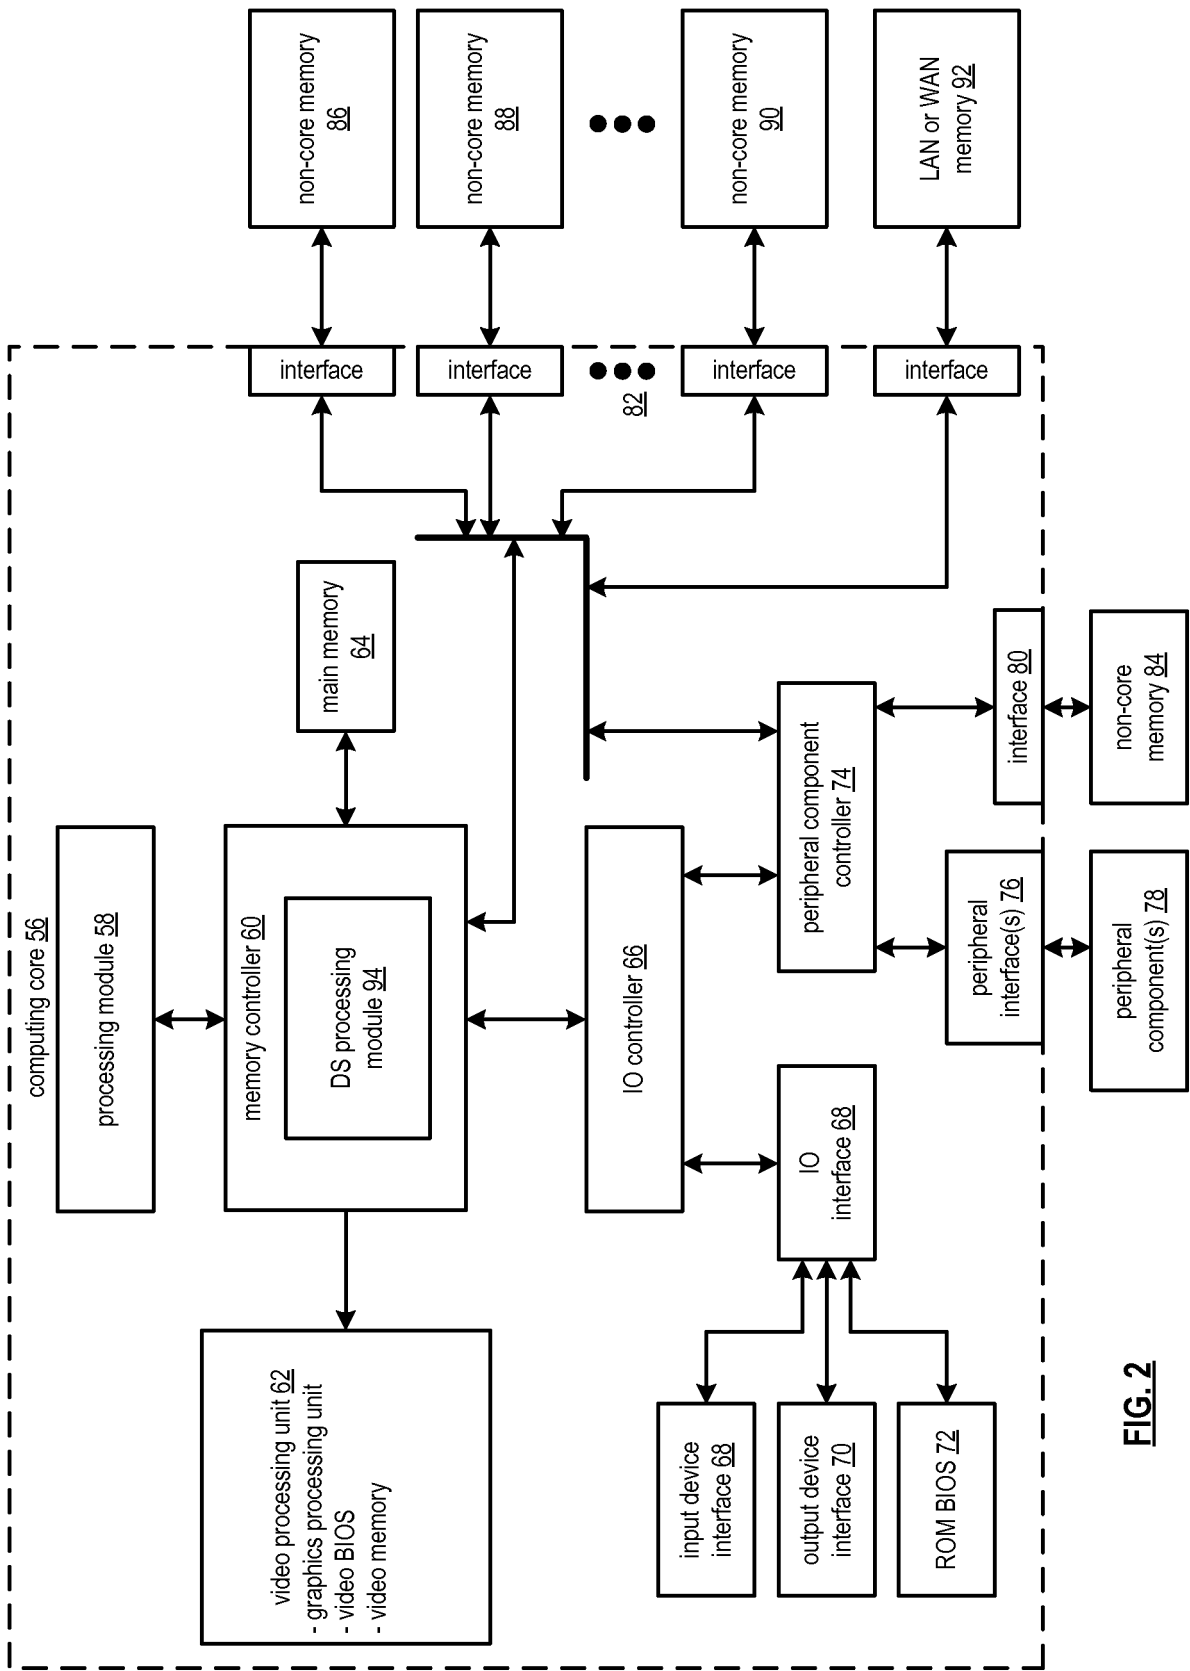 computing core 56
processing module 58
memory controller 60
DS processing
module 94
main memory
64
video processing unit 62
- graphics processing unit
- video BIOS
- video memory
IO controller 66
IO
interface 68
peripheral component
controller 74
input device
interface 68
output device
interface 70
ROM BIOS 72
peripheral
interface(s) 76
interface 80
peripheral
component(s) 78
non-core
memory 84
interface
interface
82
interface
interface
non-core memory
86
non-core memory
88
non-core memory
90
LAN or WAN
memory 92
FIG. 2